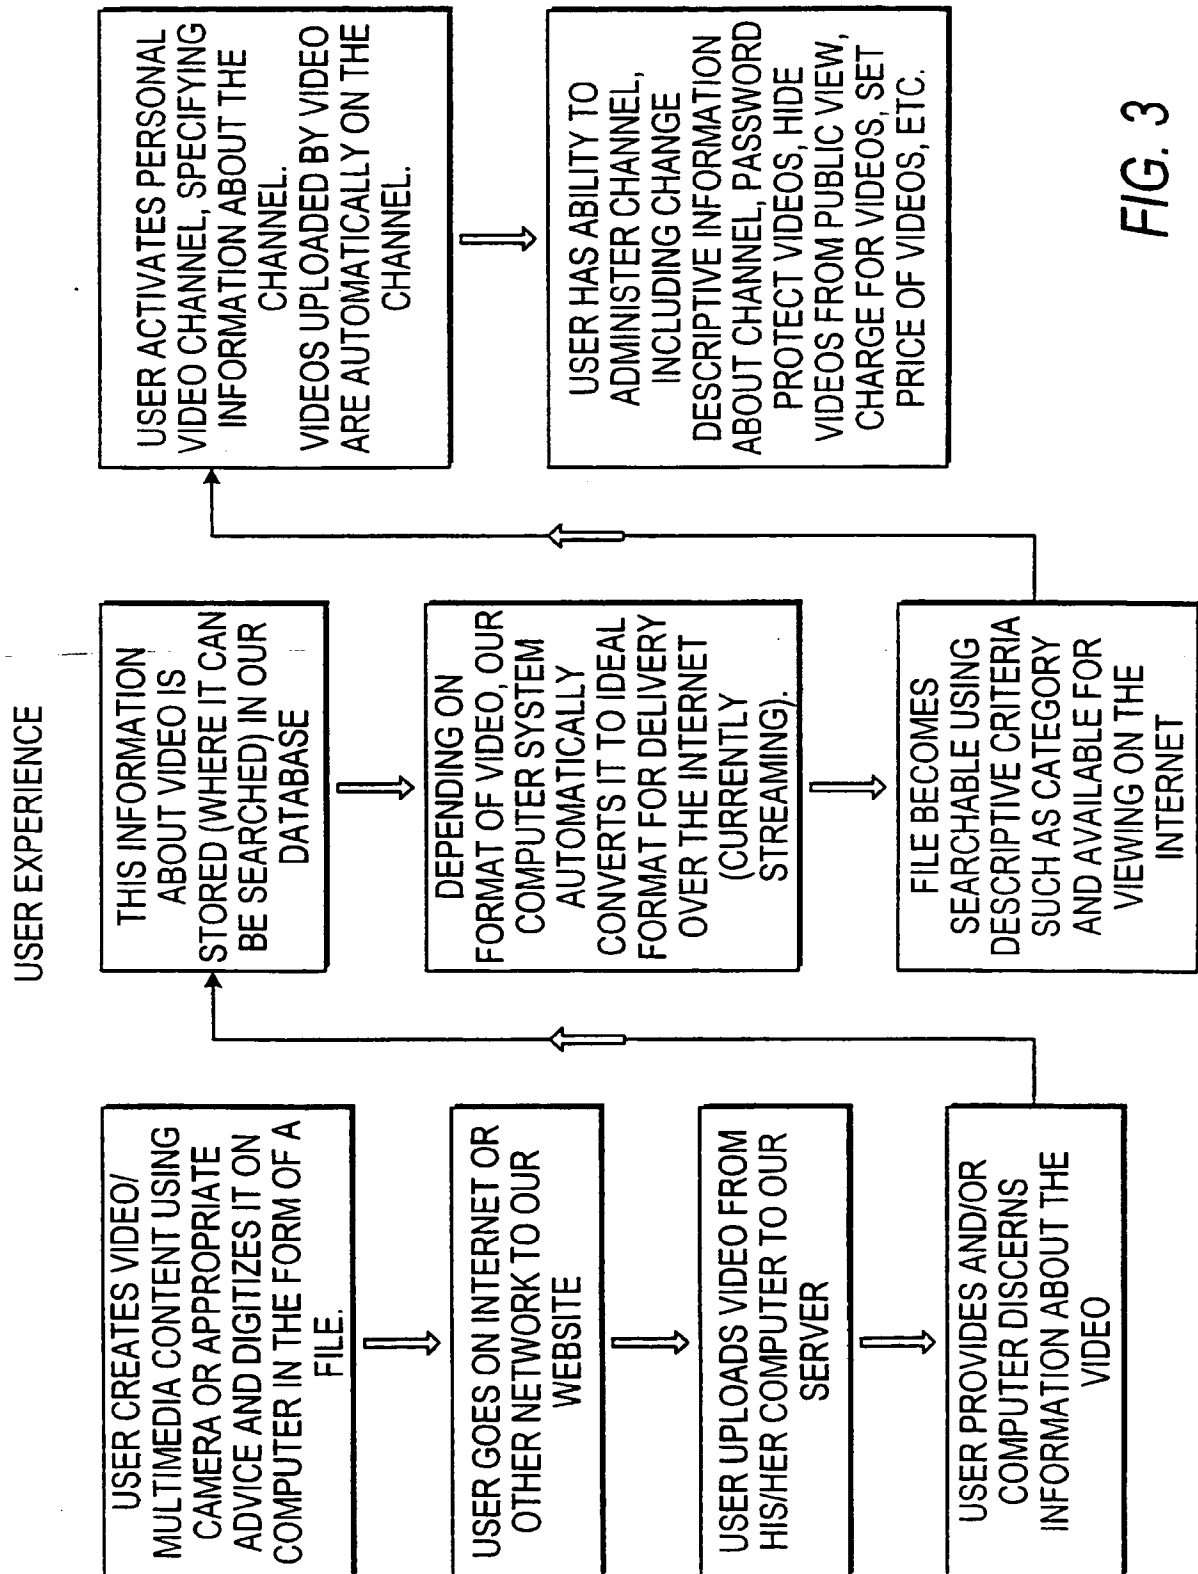 USER EXPERIENCE
USER CREATES VIDEO/
MULTIMEDIA CONTENT USING
CAMERA OR APPROPRIATE
ADVICE AND DIGITIZES IT ON
COMPUTER IN THE FORM OF A
FILE.
USER GOES ON INTERNET OR
OTHER NETWORK TO OUR
WEBSITE
USER UPLOADS VIDEO FROM
HIS/HER COMPUTER TO OUR
SERVER
USER PROVIDES AND/OR
COMPUTER DISCERNS
INFORMATION ABOUT THE
VIDEO
THIS INFORMATION
ABOUT VIDEO IS
STORED (WHERE IT CAN
BE SEARCHED) IN OUR
DATABASE
DEPENDING ON
FORMAT OF VIDEO, OUR
COMPUTER SYSTEM
AUTOMATICALLY
CONVERTS IT TO IDEAL
FORMAT FOR DELIVERY
OVER THE INTERNET
(CURRENTLY
STREAMING).
FILE BECOMES
SEARCHABLE USING
DESCRIPTIVE CRITERIA
SUCH AS CATEGORY
AND AVAILABLE FOR
VIEWING ON THE
INTERNET
USER ACTIVATES PERSONAL
VIDEO CHANNEL, SPECIFYING
INFORMATION ABOUT THE
CHANNEL.
VIDEOS UPLOADED BY VIDEO
ARE AUTOMATICALLY ON THE
CHANNEL.
USER HAS ABILITY TO
ADMINISTER CHANNEL,
INCLUDING CHANGE
DESCRIPTIVE INFORMATION
ABOUT CHANNEL, PASSWORD
PROTECT VIDEOS, HIDE
VIDEOS FROM PUBLIC VIEW,
CHARGE FOR VIDEOS, SET
PRICE OF VIDEOS, ETC.
FIG. 3